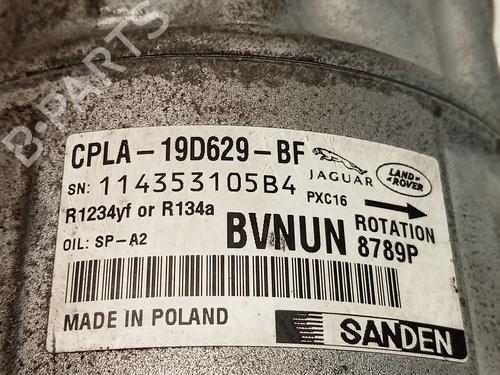 CPLA-19D629-BF
JAGUAR
LAND ROVER
SN: 114353105B4
PXC16
R1234yf or R134a
ROTATION
OIL: SP-A2
BVNUN 8789P
MADE IN POLAND
SANDEN
B-PARTS